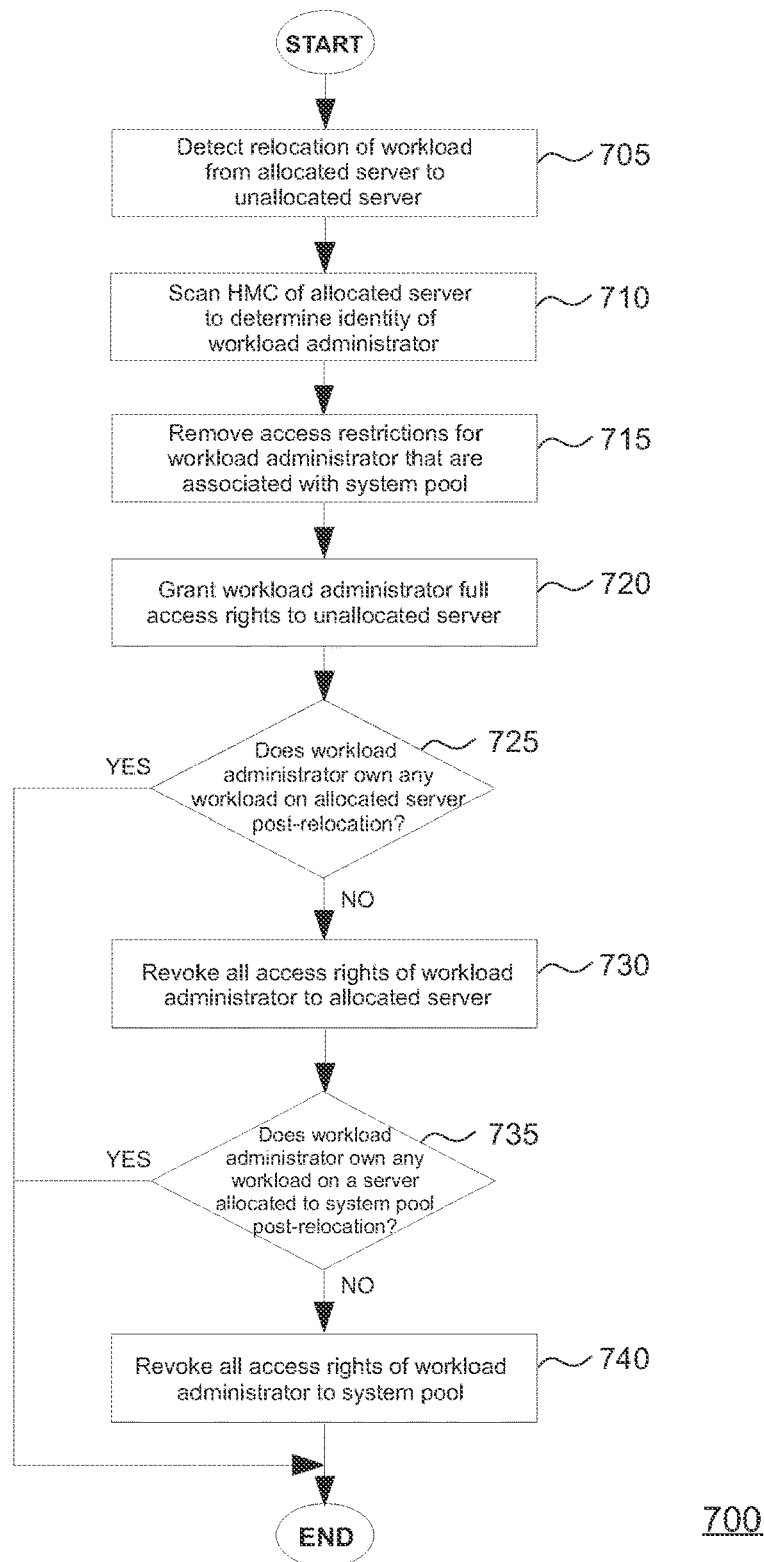 START
Detect relocation of workload
from allocated server to
unallocated server
705
Scan HMC of allocated server
to determine identity of
workload administrator
710
Remove access restrictions for
workload administrator that are
associated with system pool
715
Grant workload administrator full
access rights to unallocated server
720
Does workload
administrator own any
workload on allocated server
post-relocation?
725
YES
NO
Revoke all access rights of workload
administrator to allocated server
730
Does workload
administrator own any
workload on a server
allocated to system pool
post-relocation?
735
YES
NO
Revoke all access rights of workload
administrator to system pool
740
END
700